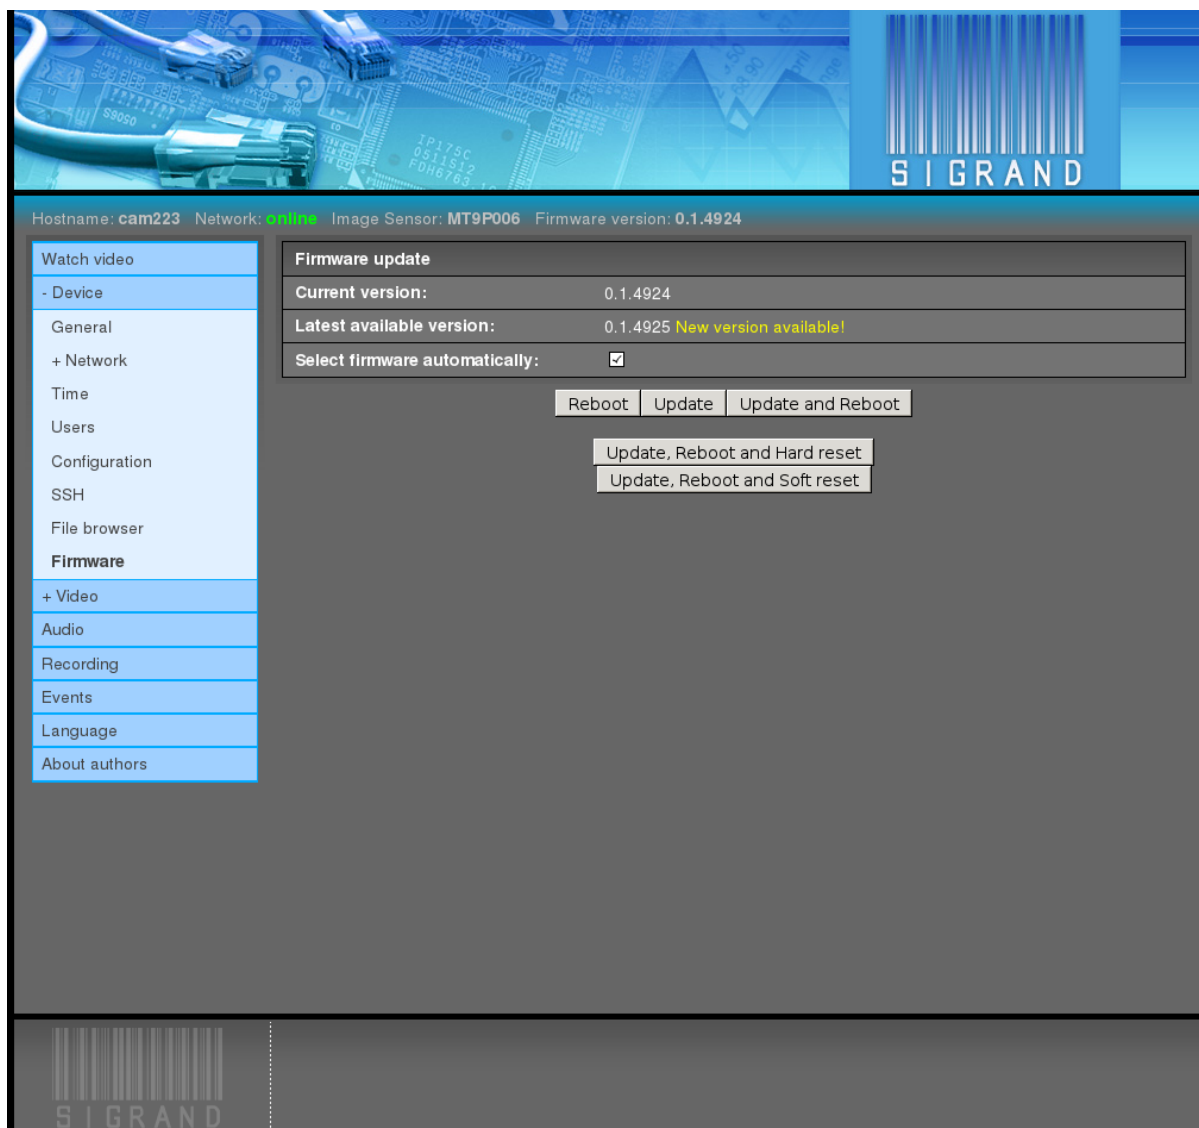 S9OSO
IP175C
0511S12
SIGRAND
Hostname: cam223 Network: online Image Sensor: MT9P006 Firmware version: 0.1.4924
Watch video
- Device
General
+ Network
Time
Users
Configuration
SSH
File browser
Firmware
+ Video
Audio
Recording
Events
Language
About authors
Firmware update
Current version: 0.1.4924
Latest available version: 0.1.4925 New version available!
Select firmware automatically:
Reboot Update Update and Reboot
Update, Reboot and Hard reset
Update, Reboot and Soft reset
SIGRAND